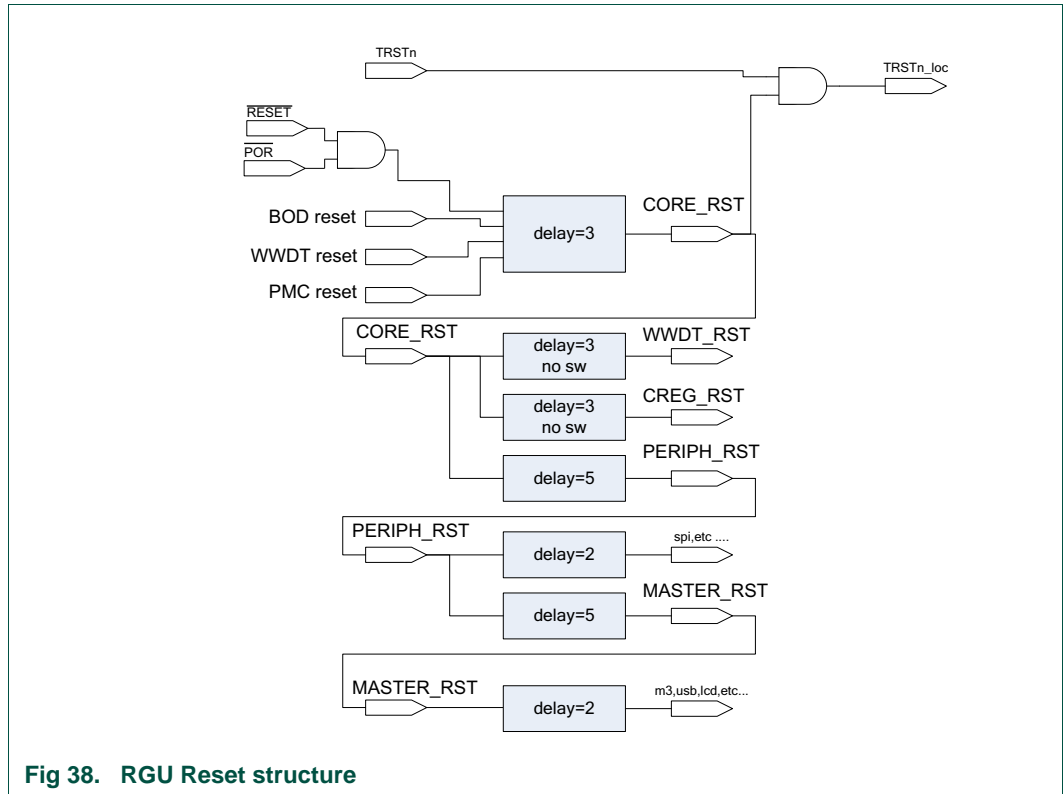 TRSTn
TRSTn_loc
RESET
POR
BOD reset
WWDT reset
PMC reset
delay=3
CORE_RST
CORE_RST
delay=3
no sw
WWDT_RST
delay=3
no sw
CREG_RST
delay=5
PERIPH_RST
PERIPH_RST
delay=2
spi,etc ....
delay=5
MASTER_RST
MASTER_RST
delay=2
m3,usb,lcd,etc...
Fig 38. RGU Reset structure